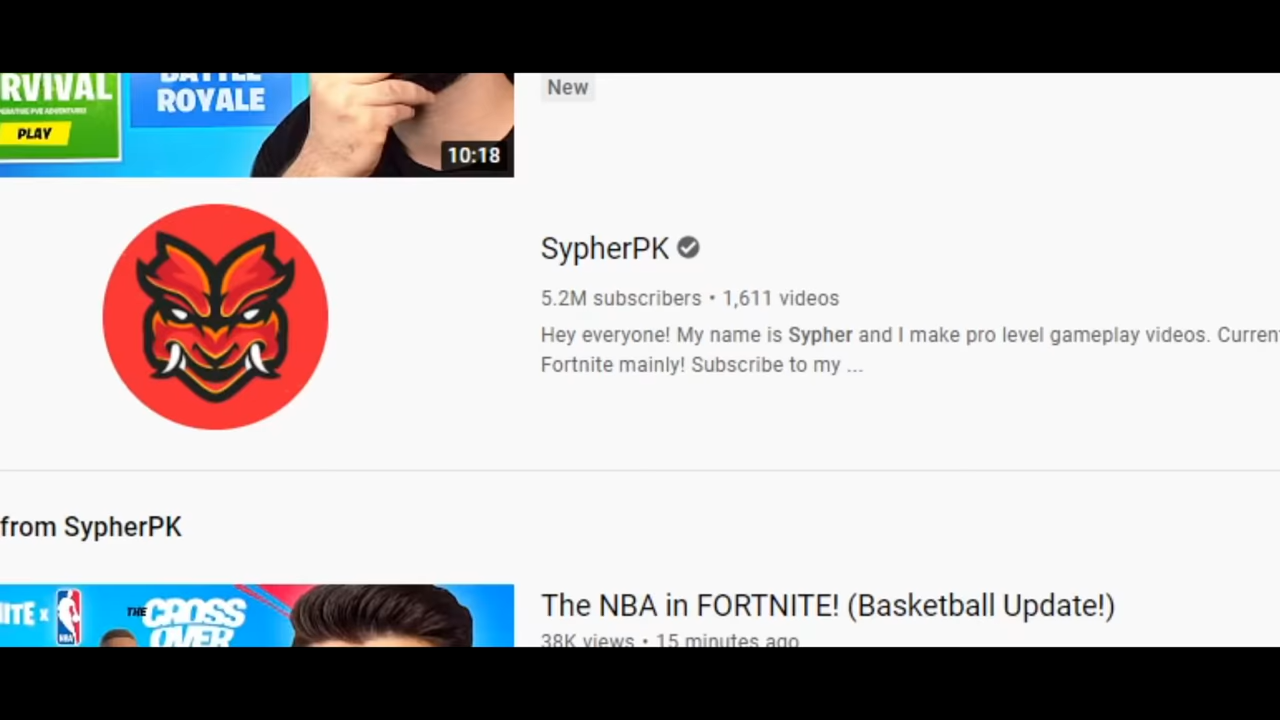 RVIVAL
BATTLE
ROYALE
PLAY
10:18
New
SypherPK
5.2M subscribers • 1,611 videos
Hey everyone! My name is Sypher and I make pro level gameplay videos. Curren
Fortnite mainly! Subscribe to my ...
from SypherPK
NITE x NBA
THE CROSS
OVER
The NBA in FORTNITE! (Basketball Update!)
38K views • 15 minutes ago